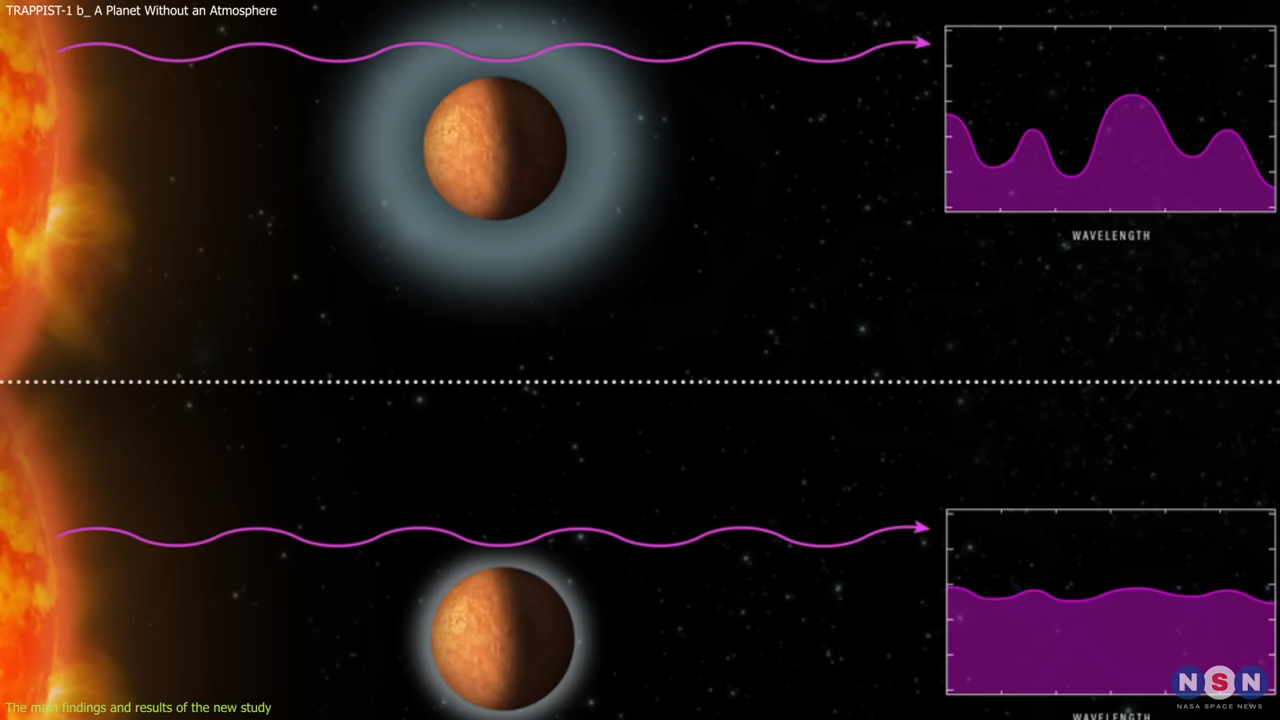 TRAPPIST-1 b_ A Planet Without an Atmosphere
WAVELENGTH
The main findings and results of the new study
NSN
NASA SPACE NEWS
WAVELENGTH